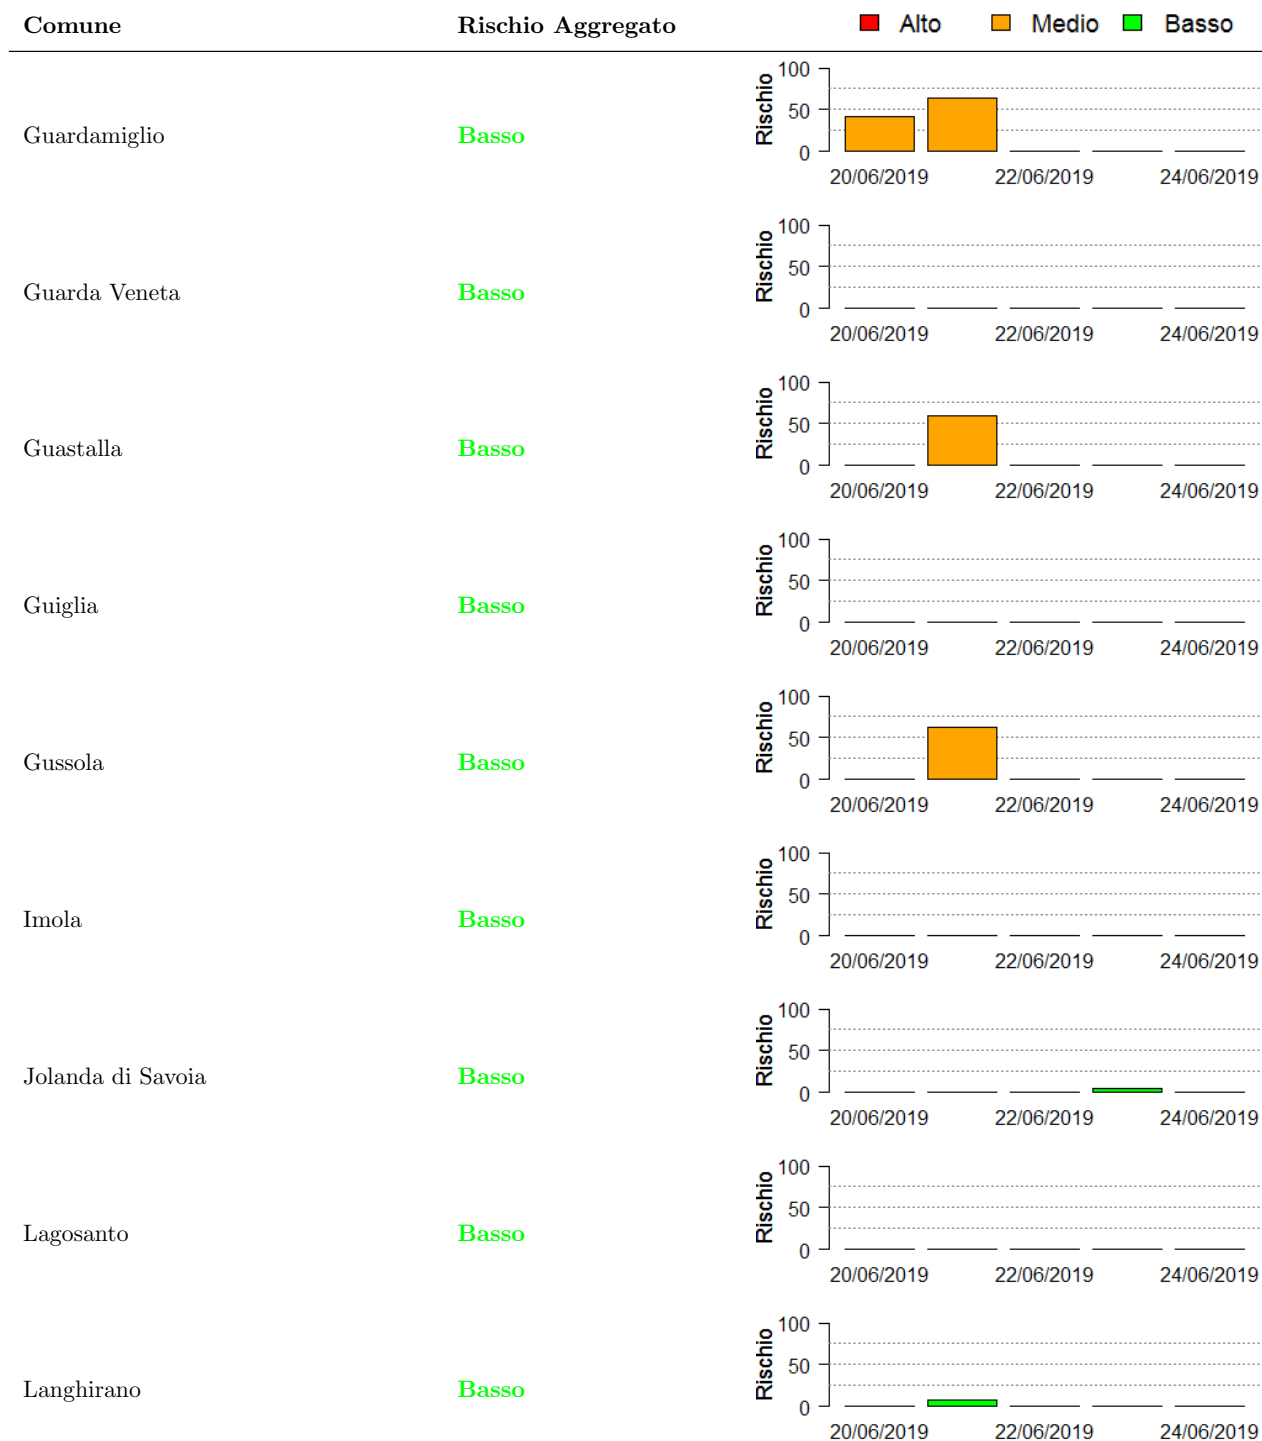 Comune Rischio Aggregato Alto Medio Basso
100
50
0
Rischio
Guardamiglio Basso
20/06/2019 22/06/2019 24/06/2019
100
50
0
Rischio
Guarda Veneta Basso
20/06/2019 22/06/2019 24/06/2019
100
50
0
Rischio
Guastalla Basso
20/06/2019 22/06/2019 24/06/2019
100
50
0
Rischio
Guiglia Basso
20/06/2019 22/06/2019 24/06/2019
100
50
0
Rischio
Gussola Basso
20/06/2019 22/06/2019 24/06/2019
100
50
0
Rischio
Imola Basso
20/06/2019 22/06/2019 24/06/2019
100
50
0
Rischio
Jolanda di Savoia Basso
20/06/2019 22/06/2019 24/06/2019
100
50
0
Rischio
Lagosanto Basso
20/06/2019 22/06/2019 24/06/2019
100
50
0
Rischio
Langhirano Basso
20/06/2019 22/06/2019 24/06/2019